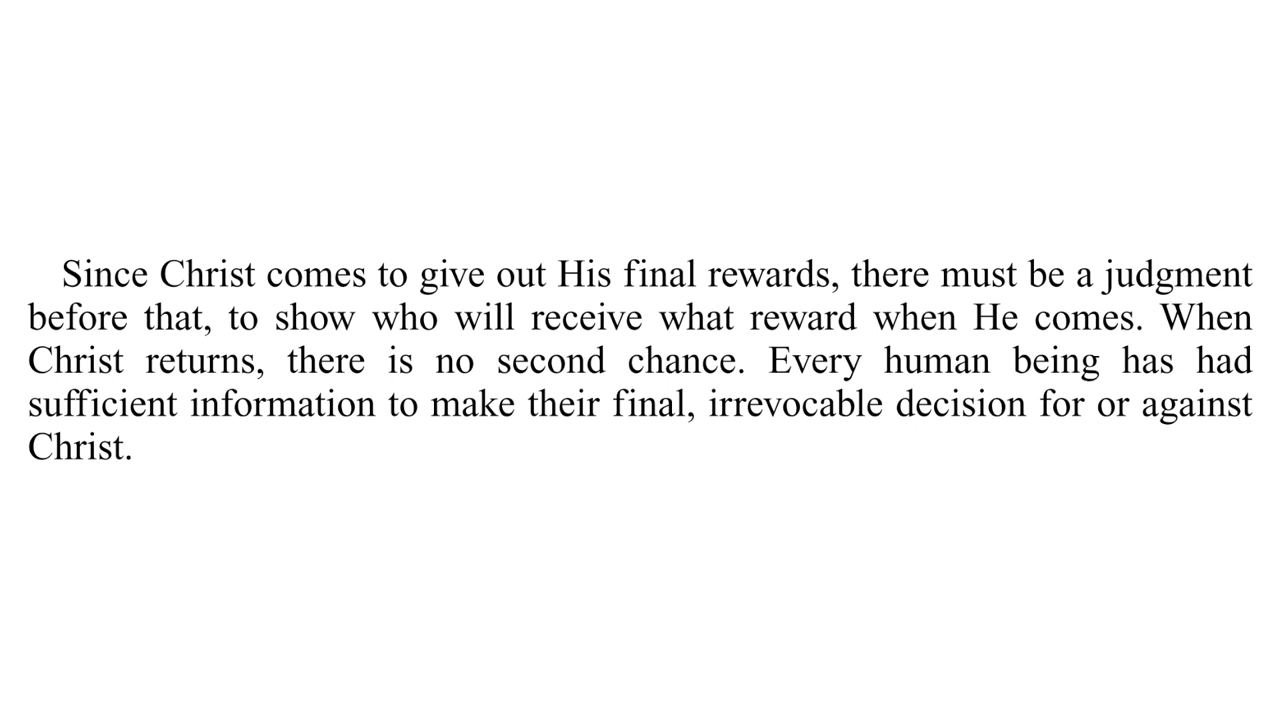 Since Christ comes to give out His final rewards, there must be a judgment
before that, to show who will receive what reward when He comes. When
Christ returns, there is no second chance. Every human being has had
sufficient information to make their final, irrevocable decision for or against
Christ.